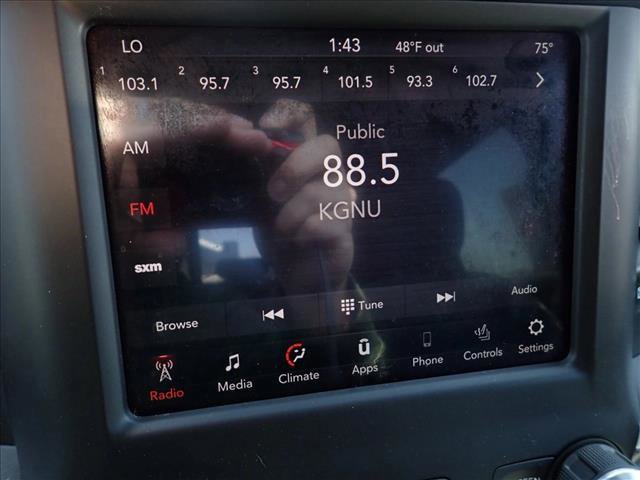 LO 1:43 48°F out 75°
1 103.1 2 95.7 3 95.7 4 101.5 5 93.3 6 102.7
AM
Public
88.5
FM
KGNU
sxm
Browse Tune Audio
Radio Media Climate Apps Phone Controls Settings